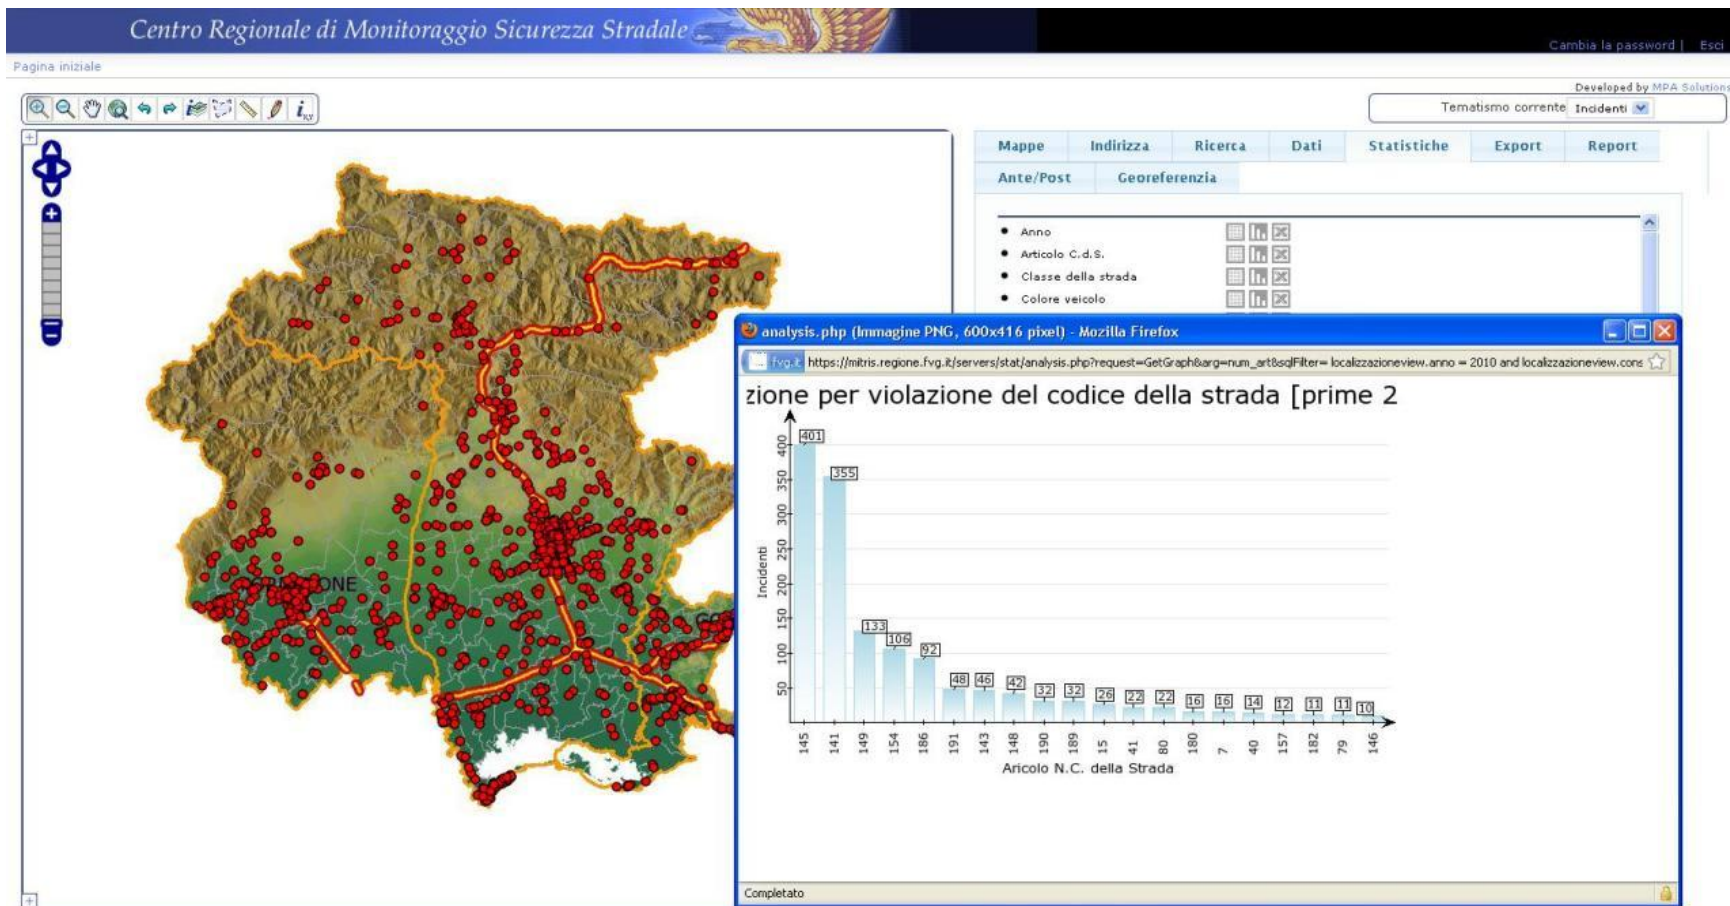 Centro Regionale di Monitoraggio Sicurezza Stradale
Cambia la password | Esci
Pagina iniziale
Developed by MPA Solutions
Tematismo corrente Incidenti
Mappe Indirizza Ricerca Dati Statistiche Export Report
Ante/Post Georeferenzia
Anno
Articolo C.d.S.
Classe della strada
Colore veicolo
analysis.php (Immagine PNG, 600x416 pixel) - Mozilla Firefox
fvg.it https://mitris.regione.fvg.it/servers/stat/analysis.php?request=GetGraph&arg=num_art&sqlFilter= localizzazioneview.anno = 2010 and localizzazioneview.cons
zione per violazione del codice della strada [prime 2
400
350
300
250
200
150
100
50
Incidenti
401 355 133 106 92 48 46 42 32 32 26 22 22 16 16 14 12 11 11 10
145 141 149 154 186 191 143 148 190 189 15 41 80 180 7 40 157 182 79 146
Aricolo N.C. della Strada
Completato